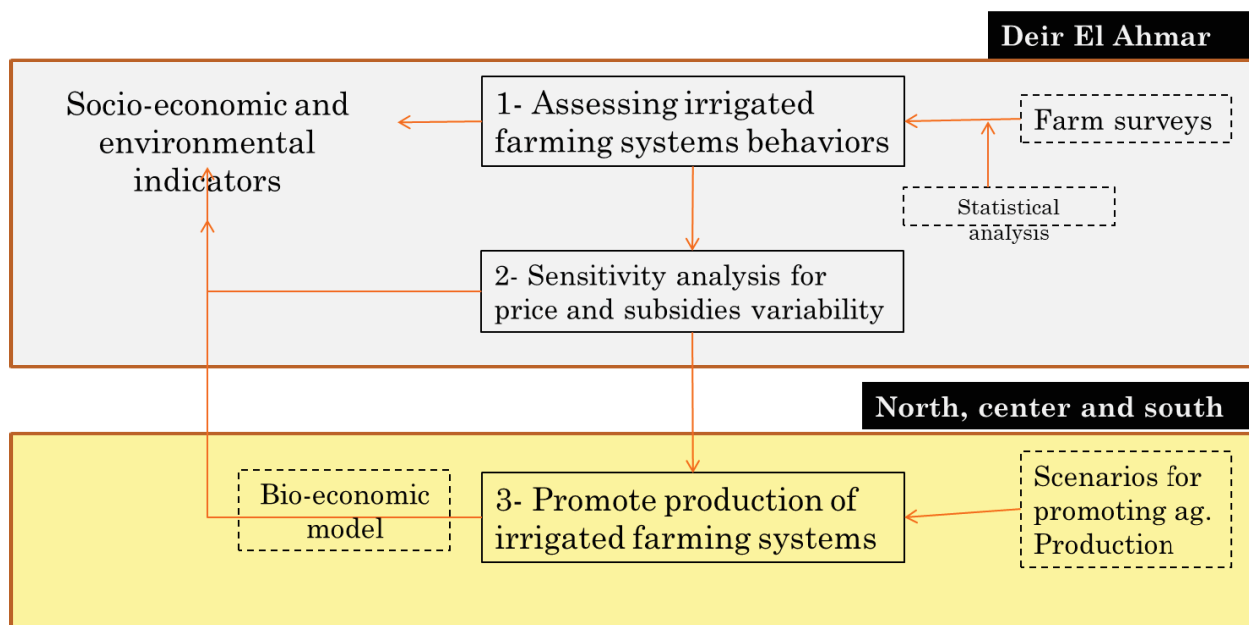 Deir El Ahmar
Socio-economic and
environmental
indicators
1- Assessing irrigated
farming systems behaviors
Farm surveys
Statistical
analysis
2- Sensitivity analysis for
price and subsidies variability
North, center and south
Bio-economic
model
3- Promote production of
irrigated farming systems
Scenarios for
promoting ag.
Production